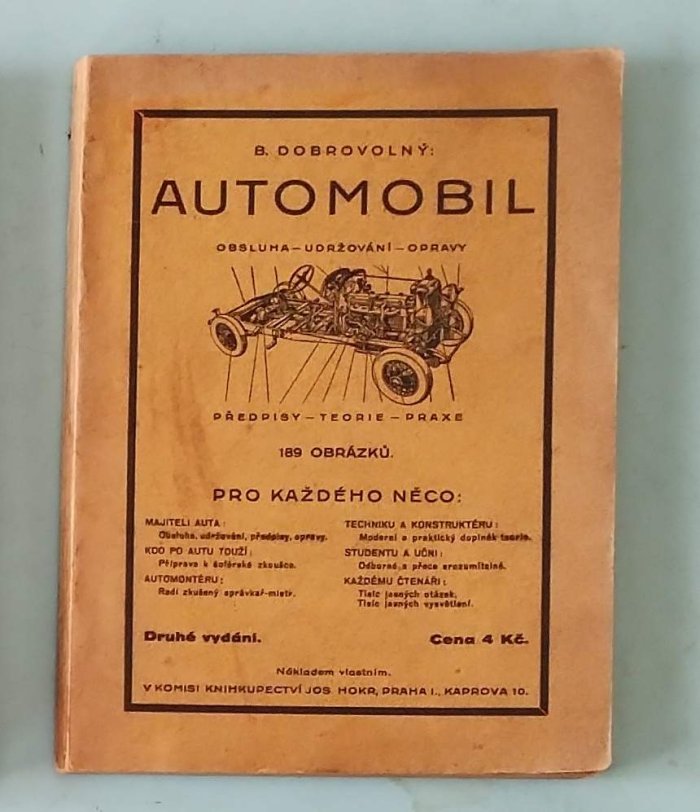 B. DOBROVOLNÝ:
AUTOMOBIL
OBSLUHA – UDRŽOVÁNÍ – OPRAVY
PŘEDPISY – TEORIE – PRAXE
189 OBRÁZKŮ.
PRO KAŽDÉHO NĚCO:
MAJITELI AUTA:
Obsluha, udržování, předpisy, opravy.
KDO PO AUTU TOUŽÍ:
Příprava k šoférské zkoušce.
AUTOMONTÉRU:
Radí zkušený správkař-mistr.
TECHNIKU A KONSTRUKTÉRU:
Moderní a praktický doplněk teorie.
STUDENTU A UČNI:
Odborné a přece srozumitelné.
KAŽDÉMU ČTENÁŘI:
Tisíc jasných otázek.
Tisíc jasných vysvětlení.
Druhé vydání.
Cena 4 Kč.
Nákladem vlastním.
V KOMISI KNIHKUPECTVÍ JOS. HOKR, PRAHA I., KAPROVA 10.